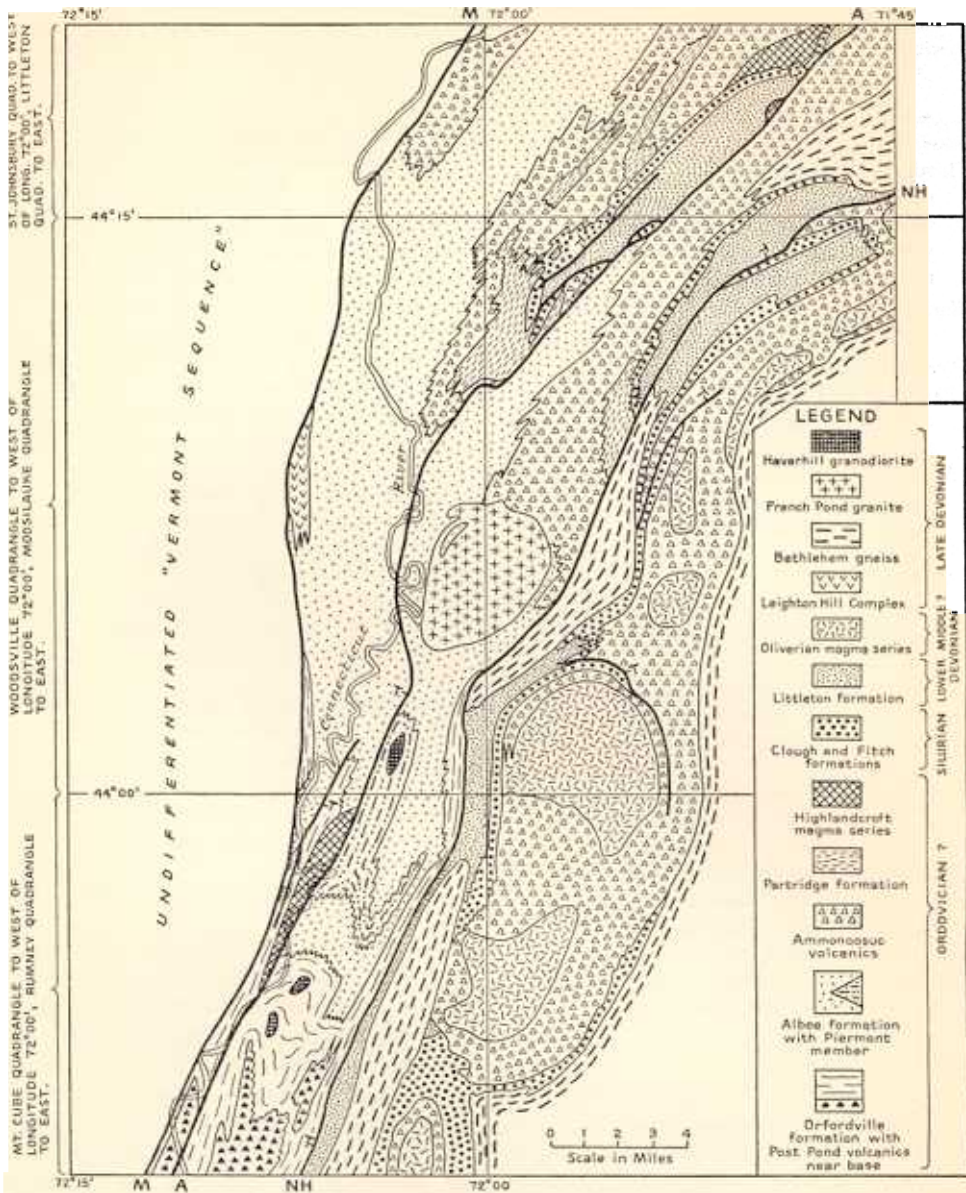 72°15'
M
72°00'
A
71°45'
ST. JOHNSBURY QUAD. TO WEST
OF LONG. 72°00', LITTLETON
QUAD. TO EAST.
44°15'
NH
UNDIFFERENTIATED "VERMONT SEQUENCE"
WOODSVILLE QUADRANGLE TO WEST OF
LONGITUDE 72°00', MOOSILAUKE QUADRANGLE
TO EAST.
River
Connecticut
44°00'
MT. CUBE QUADRANGLE TO WEST OF
LONGITUDE 72°00', RUMNEY QUADRANGLE
TO EAST.
LEGEND
Haverhill granodiorite
French Pond granite
Bethlehem gneiss
Leighton Hill Complex
Oliverian magma series
Littleton formation
Clough and Fitch
formations
Highlandcroft
magma series
Partridge formation
Ammonoosuc
volcanics
Albee formation
with Piermont
member
Orfordville
formation with
Post Pond volcanics
near base
LATE DEVONIAN
MIDDLE?
DEVONIAN
LOWER
SILURIAN
ORDOVICIAN ?
0 1 2 3 4
Scale in Miles
72°15'
M
A
NH
72°00